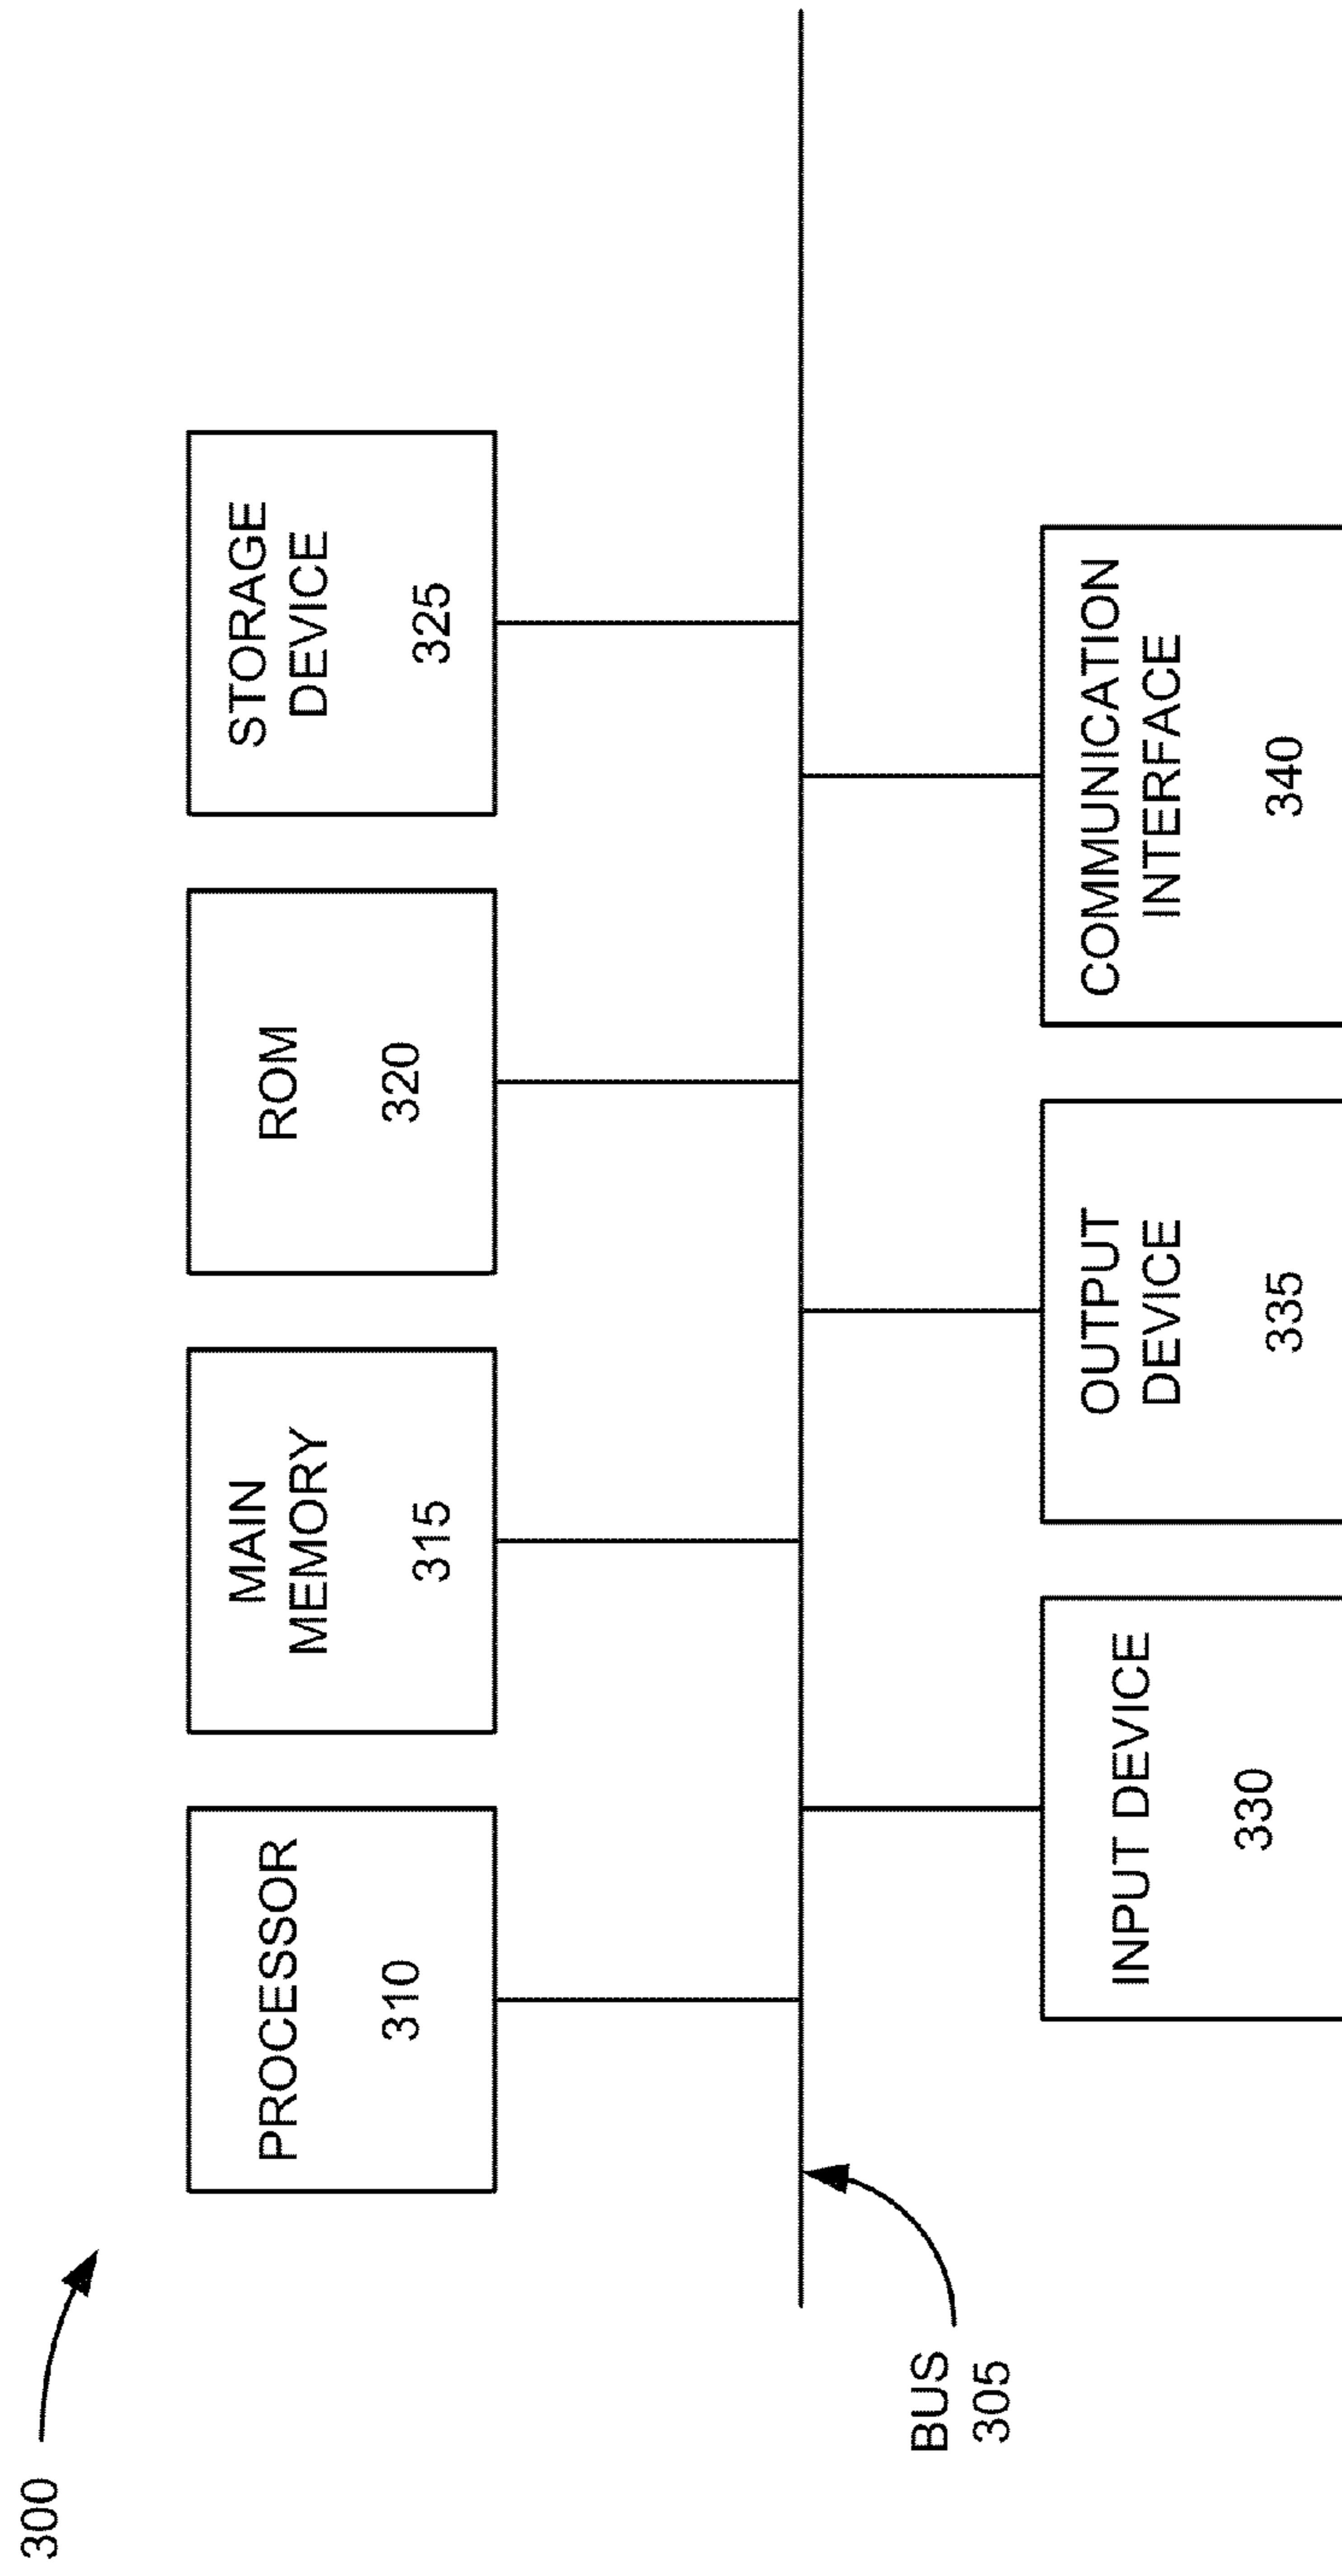 300
PROCESSOR
310
MAIN
MEMORY
315
ROM
320
STORAGE
DEVICE
325
BUS
305
INPUT DEVICE
330
OUTPUT
DEVICE
335
COMMUNICATION
INTERFACE
340